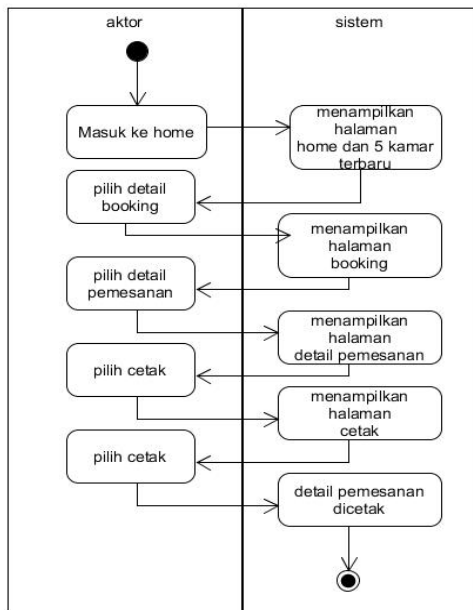 aktor
sistem
Masuk ke home
menampilkan
halaman
home dan 5 kamar
terbaru
pilih detail
booking
menampilkan
halaman
booking
pilih detail
pemesanan
menampilkan
halaman
detail pemesanan
pilih cetak
menampilkan
halaman
cetak
pilih cetak
detail pemesanan
dicetak